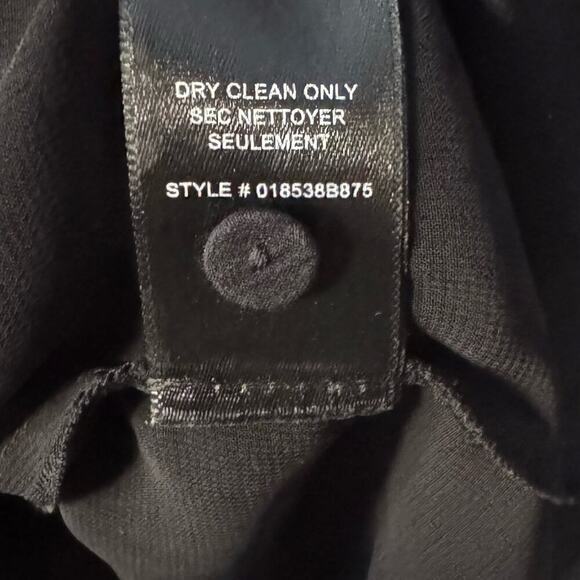 DRY CLEAN ONLY
SEC NETTOYER
SEULEMENT
STYLE # 018538B875